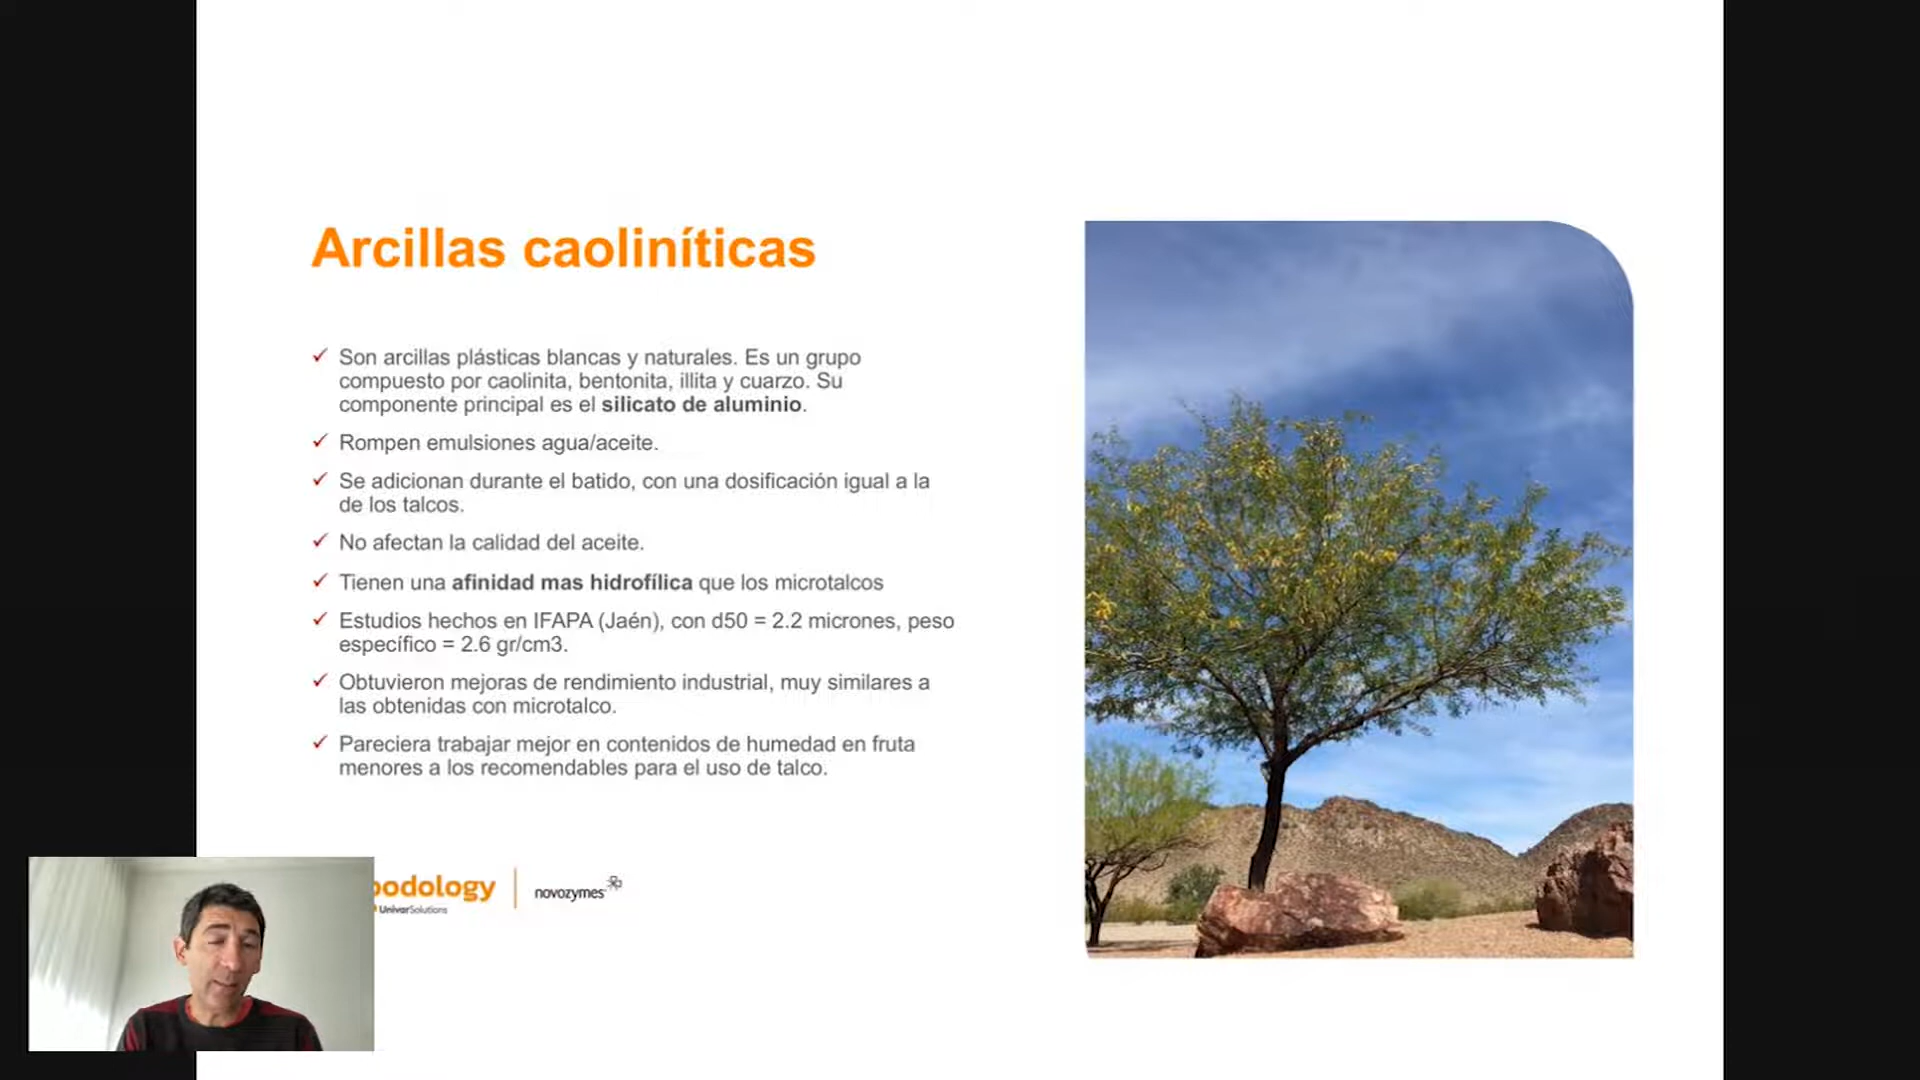 Arcillas caoliníticas
Son arcillas plásticas blancas y naturales. Es un grupo
compuesto por caolinita, bentonita, illita y cuarzo. Su
componente principal es el silicato de aluminio.
Rompen emulsiones agua/aceite.
Se adicionan durante el batido, con una dosificación igual a la
de los talcos.
No afectan la calidad del aceite.
Tienen una afinidad mas hidrofílica que los microtalcos
Estudios hechos en IFAPA (Jaén), con d50 = 2.2 micrones, peso
específico = 2.6 gr/cm3.
Obtuvieron mejoras de rendimiento industrial, muy similares a
las obtenidas con microtalco.
Pareciera trabajar mejor en contenidos de humedad en fruta
menores a los recomendables para el uso de talco.
odology
UnivarSolutions
novozymes